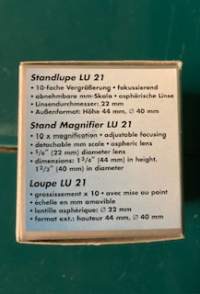 Standlupe LU 21
• 10-fache Vergrößerung • fokussierend
abnehmbare mm-Skala • asphärische Linse
• Linsendurchmesser: 22 mm
• Außenformat: Höhe 44 mm, Ø 40 mm
Stand Magnifier LU 21
• 10 x magnification • adjustable focusing
detachable mm scale • aspheric lens
• 5/8" (22 mm) diameter lens
• dimensions: 1 3/4" (44 mm) in height,
1 3/5" (40 mm) in diameter
Loupe LU 21
• grossissement x 10 • avec mise au point
• échelle en mm amovible
• lentille asphérique: Ø 22 mm
• format ext.: hauteur 44 mm, Ø 40 mm